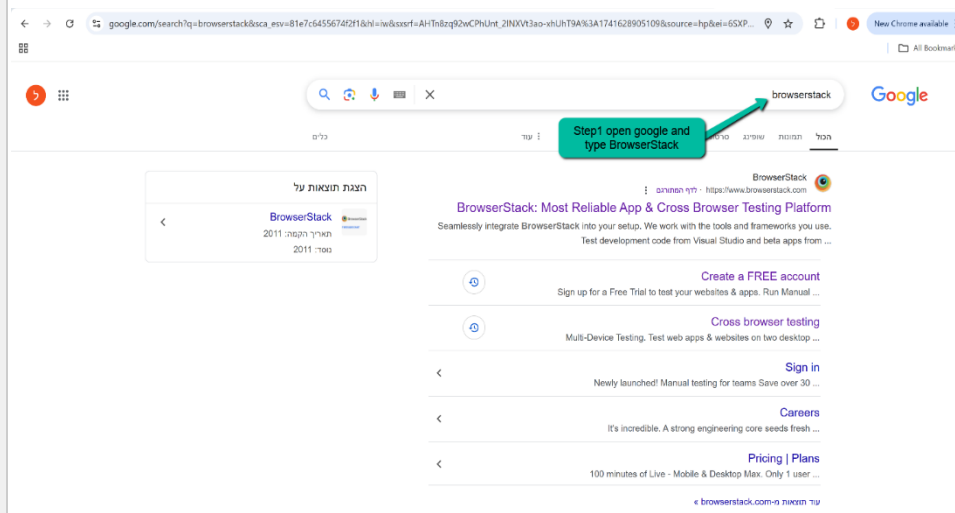 google.com/search?q=browserstack&sca_esv=81e7c6455674f2f1&hl=iw&sxsrf=AHTn8zq92wCPhUnt_2INXVt3ao-xhUhT9A%3A1741628905109&source=hp&ei=6SXP...
New Chrome available
All Bookmar
browserstack
Google
Step1 open google and
type BrowserStack
הכול
תמונות
שופינג
עוד
כלים
BrowserStack
https://www.browserstack.com · לדף המתורגם
BrowserStack: Most Reliable App & Cross Browser Testing Platform
Seamlessly integrate BrowserStack into your setup. We work with the tools and frameworks you use.
Test development code from Visual Studio and beta apps from ...
Create a FREE account
Sign up for a Free Trial to test your websites & apps. Run Manual ...
Cross browser testing
Multi-Device Testing. Test web apps & websites on two desktop ...
Sign in
Newly launched! Manual testing for teams Save over 30 ...
Careers
It's incredible. A strong engineering core seeds fresh ...
Pricing | Plans
100 minutes of Live - Mobile & Desktop Max. Only 1 user ...
עוד תוצאות מ-browserstack.com »
הצגת תוצאות על
BrowserStack
תאריך הקמה: 2011
נוסד: 2011